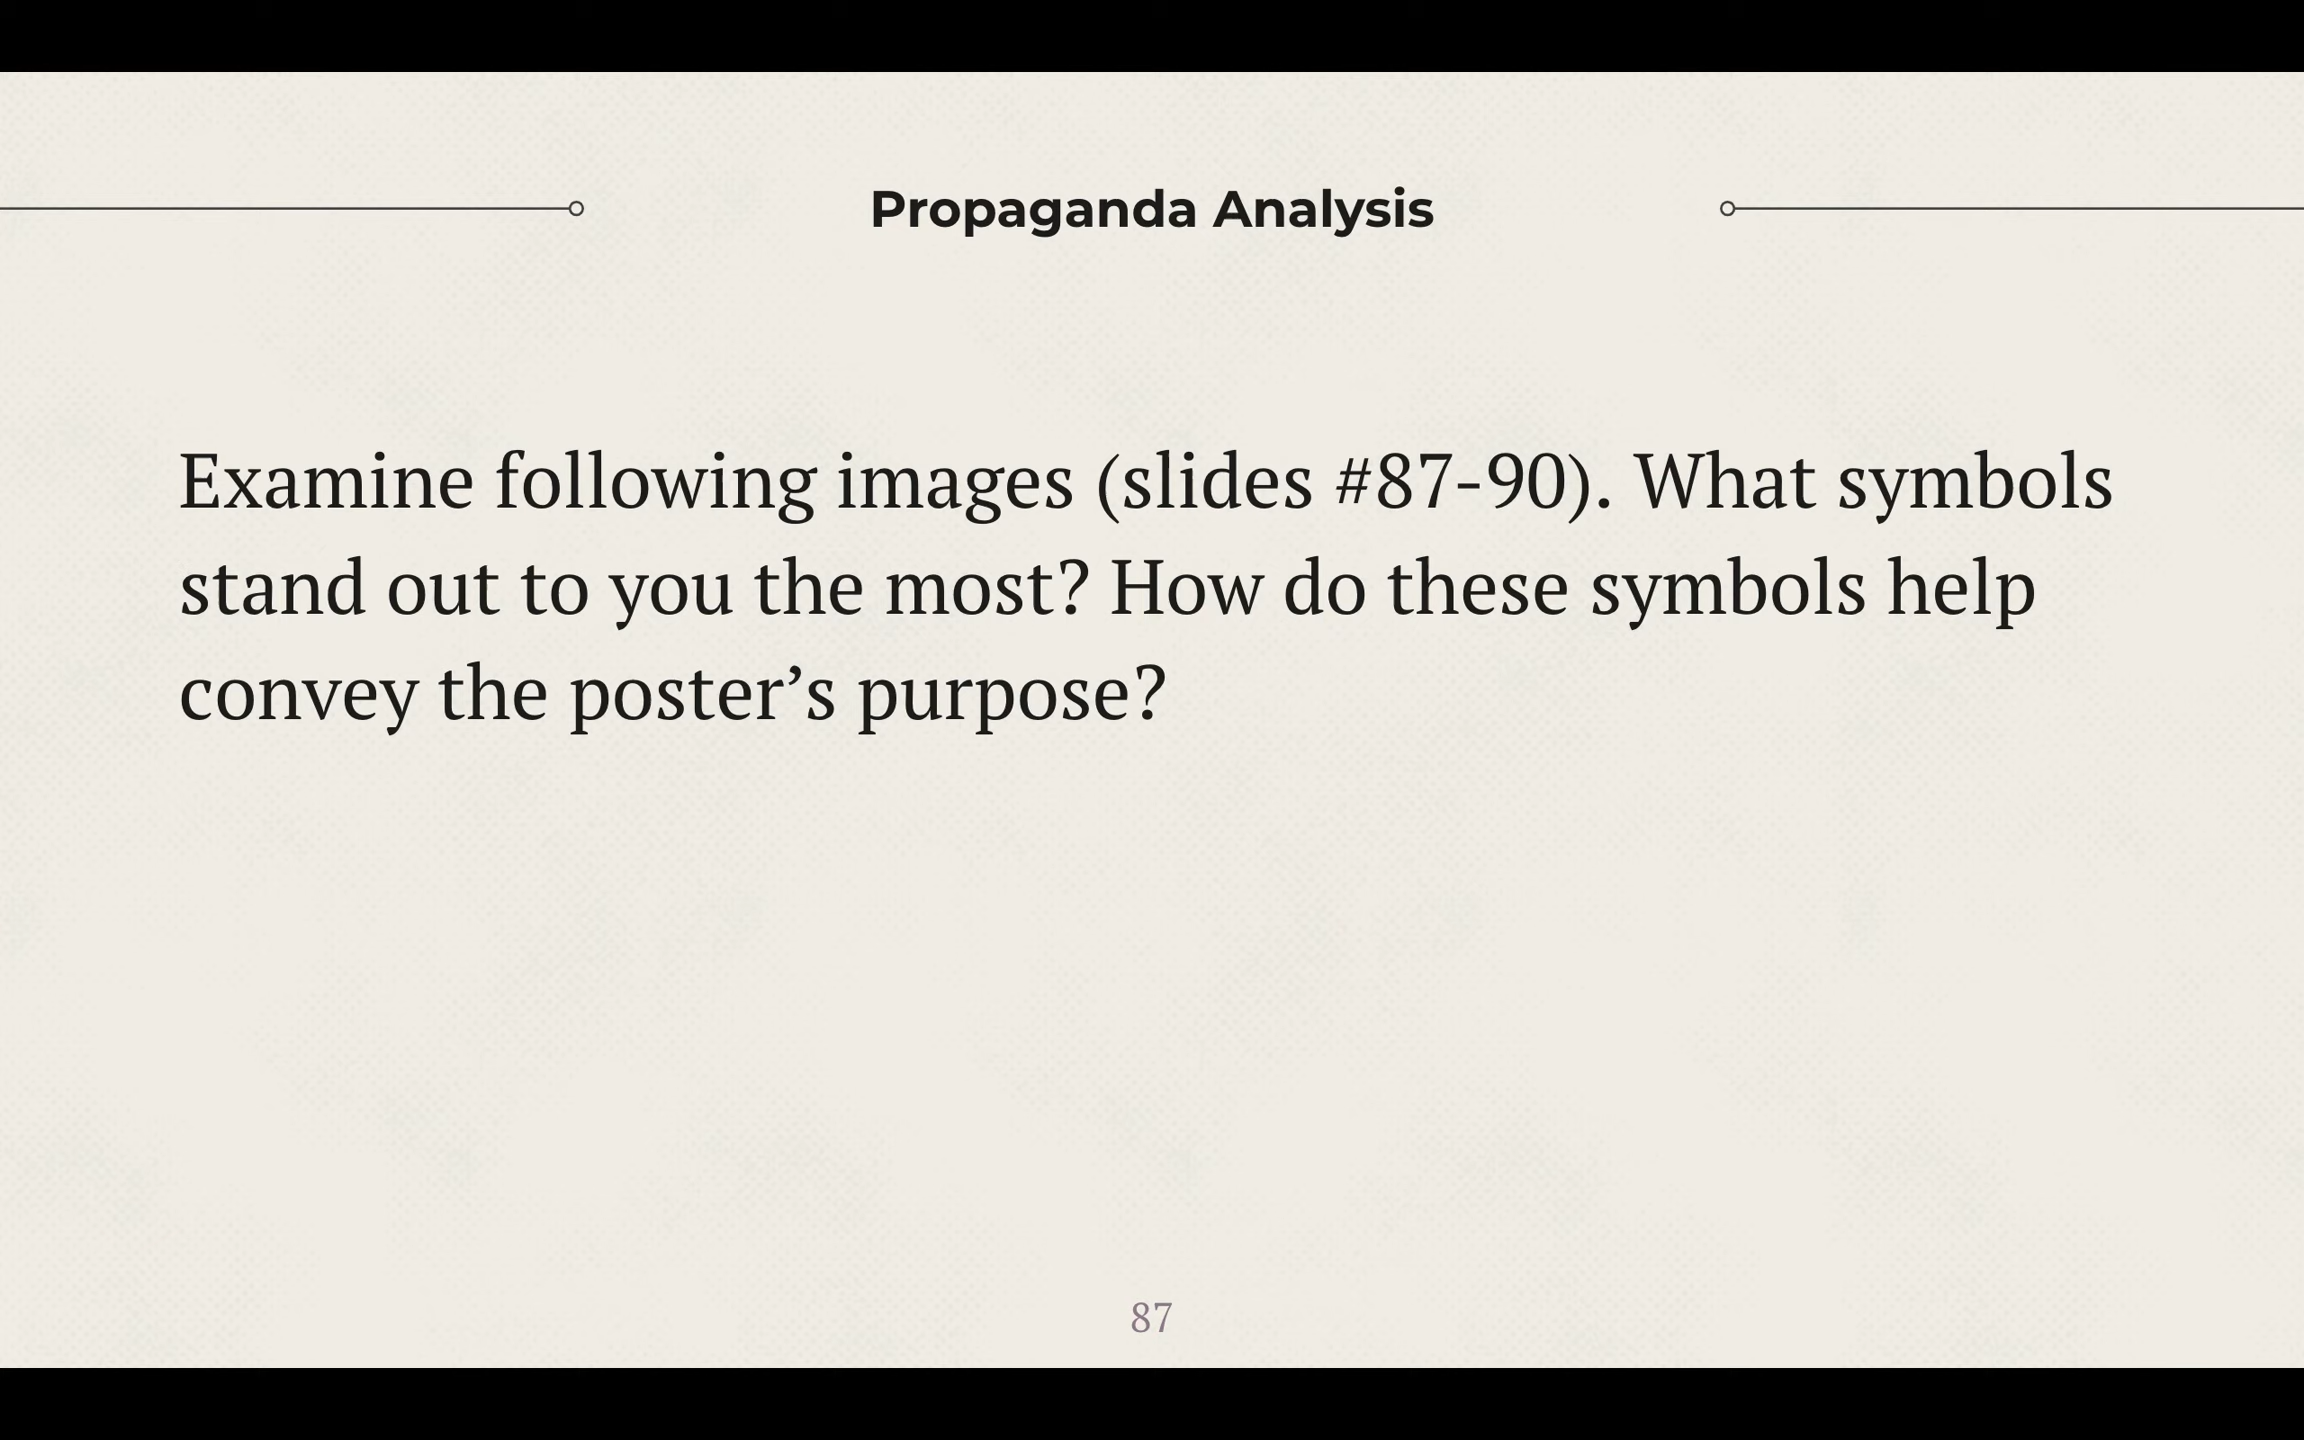 Propaganda Analysis
Examine following images (slides #87-90). What symbols
stand out to you the most? How do these symbols help
convey the poster’s purpose?
87